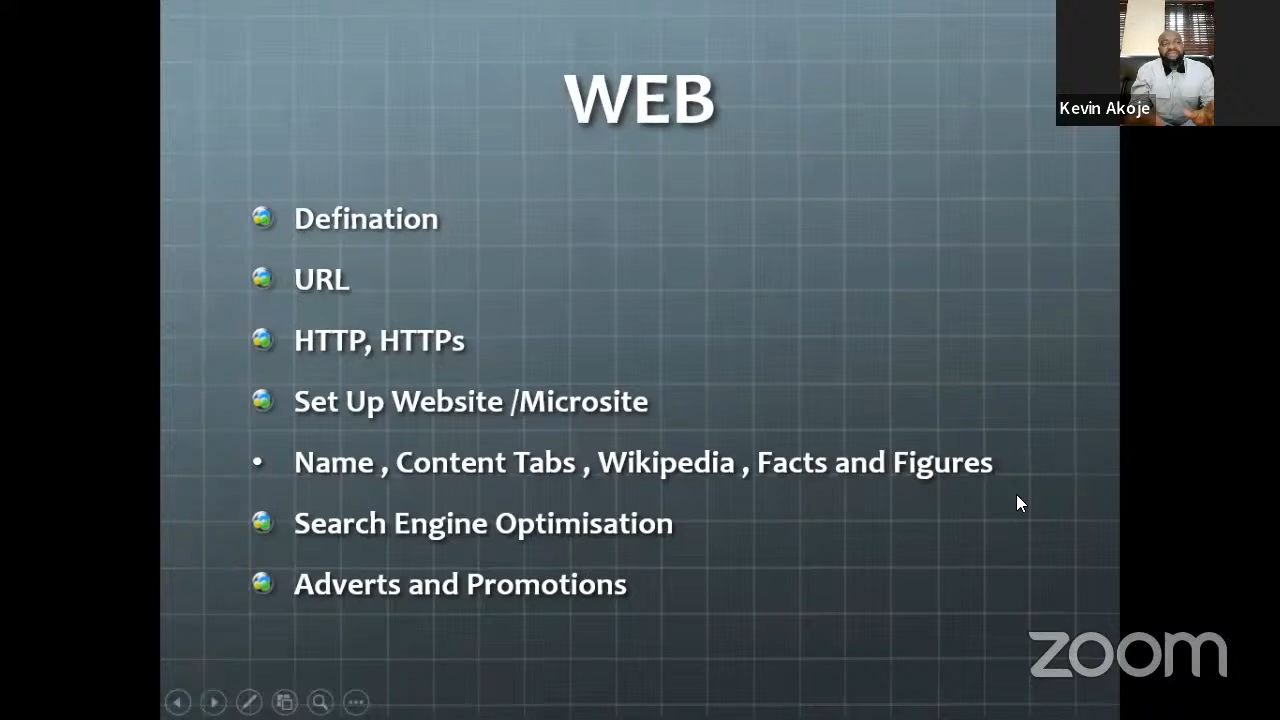 WEB
Kevin Akoje
Defination
URL
HTTP, HTTPs
Set Up Website /Microsite
Name , Content Tabs , Wikipedia , Facts and Figures
Search Engine Optimisation
Adverts and Promotions
zoom